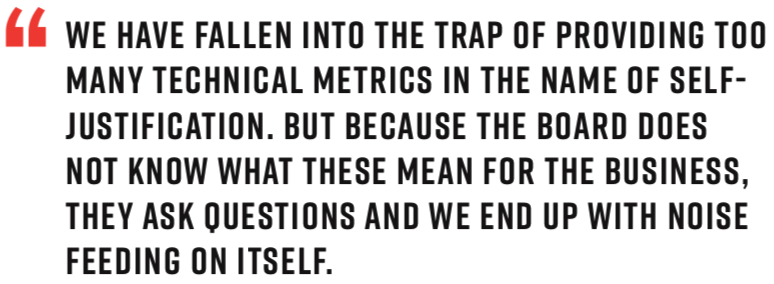 “ WE HAVE FALLEN INTO THE TRAP OF PROVIDING TOO
MANY TECHNICAL METRICS IN THE NAME OF SELF-
JUSTIFICATION. BUT BECAUSE THE BOARD DOES
NOT KNOW WHAT THESE MEAN FOR THE BUSINESS,
THEY ASK QUESTIONS AND WE END UP WITH NOISE
FEEDING ON ITSELF.